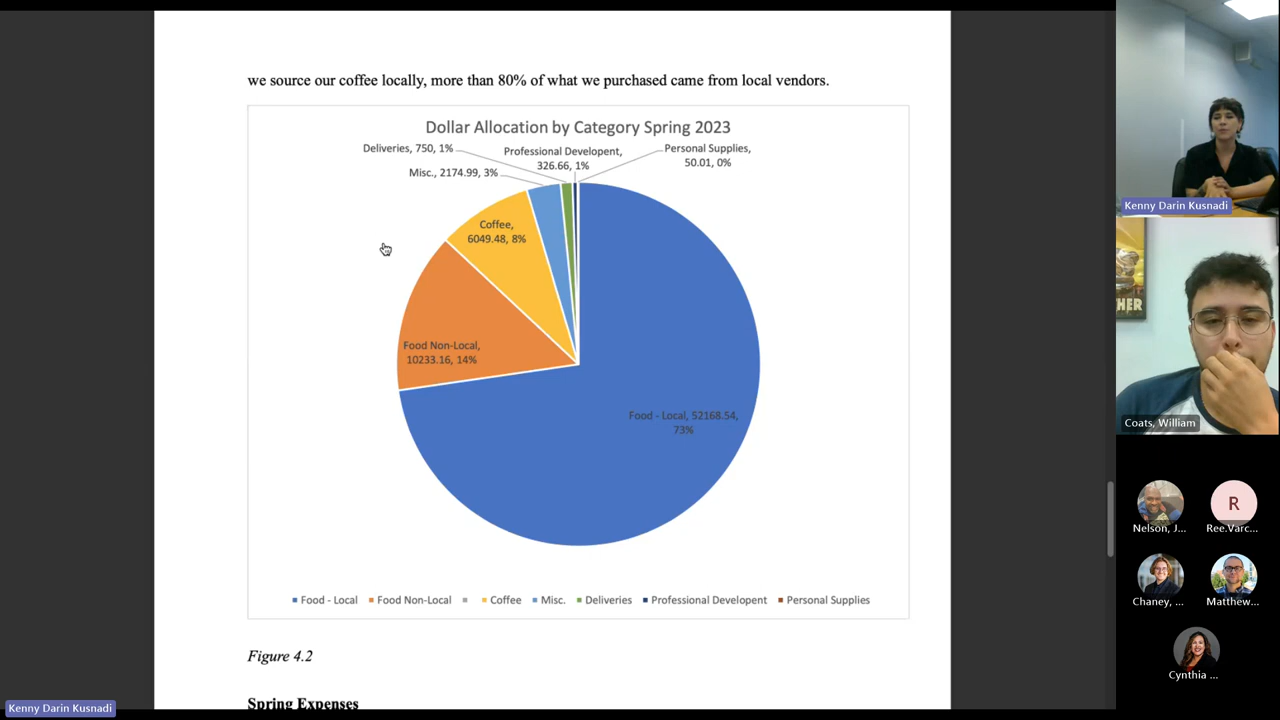 we source our coffee locally, more than 80% of what we purchased came from local vendors.
Dollar Allocation by Category Spring 2023
Deliveries, 750, 1%
Professional Developent,
326.66, 1%
Personal Supplies,
50.01, 0%
Misc., 2174.99, 3%
Coffee,
6049.48, 8%
Food Non-Local,
10233.16, 14%
Food - Local, 52168.54,
73%
Food - Local
Food Non-Local
Coffee
Misc.
Deliveries
Professional Developent
Personal Supplies
Figure 4.2
Spring Expenses
Kenny Darin Kusnadi
Kenny Darin Kusnadi
THER
Coats, William
Nelson, J...
R
Ree.Varc...
Chaney, ...
Matthew...
Cynthia ...